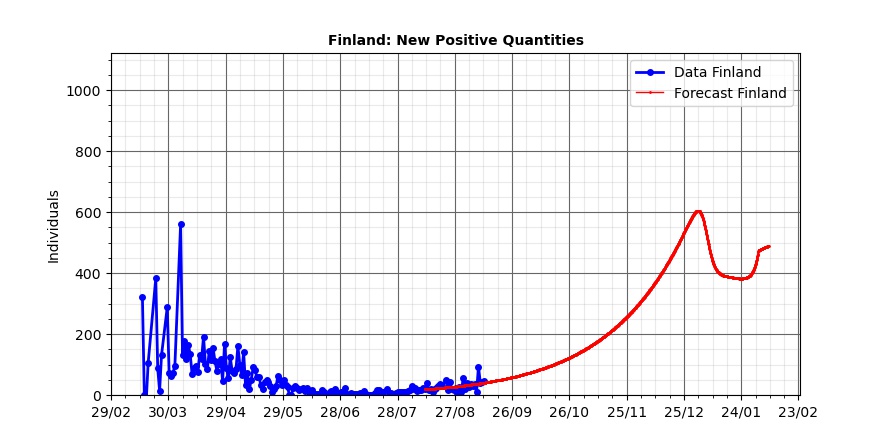 Finland: New Positive Quantities
Data Finland
Forecast Finland
Individuals
1000
800
600
400
200
0
29/02 30/03 29/04 29/05 28/06 28/07 27/08 26/09 26/10 25/11 25/12 24/01 23/02